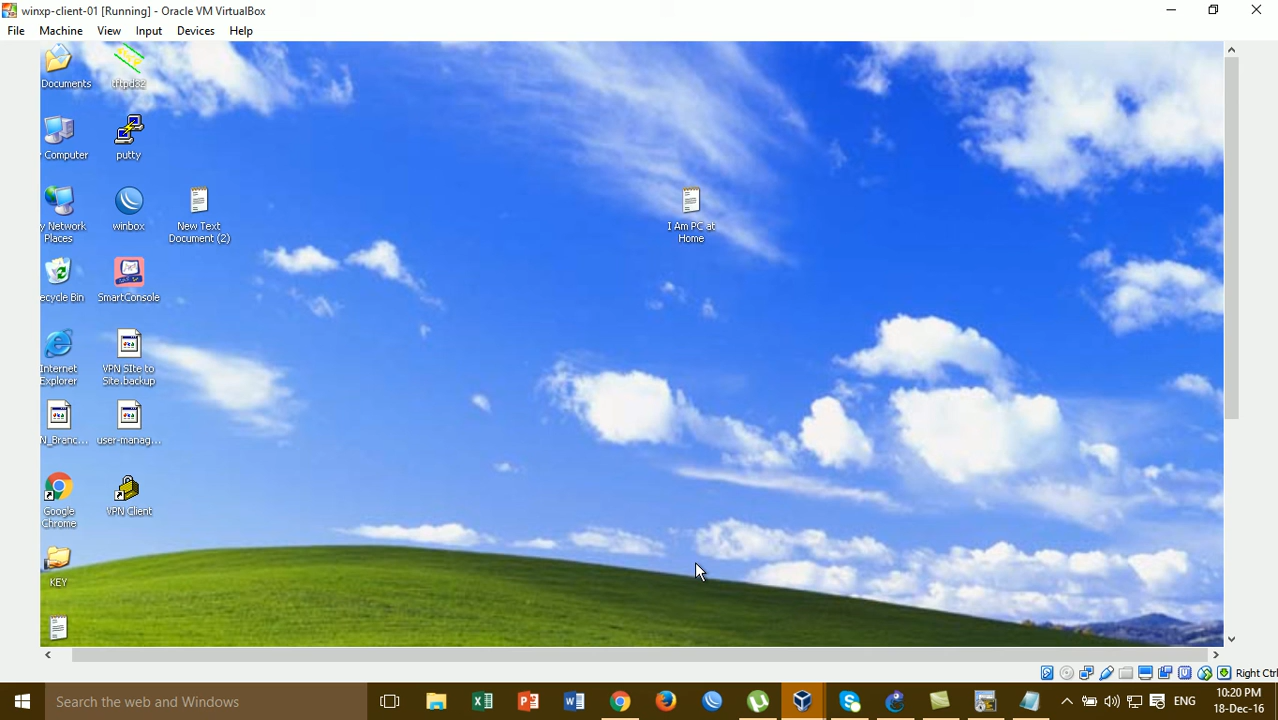 winxp-client-01 [Running] - Oracle VM VirtualBox
File Machine View Input Devices Help
Documents
tftpd32
Computer
putty
y Network
Places
winbox
New Text
Document (2)
I Am PC at
Home
ecycle Bin
SmartConsole
Internet
Explorer
VPN SIte to
Site.backup
N_Branc...
user-manag...
Google
Chrome
VPN Client
KEY
Right Ctrl
Search the web and Windows
ENG
10:20 PM
18-Dec-16